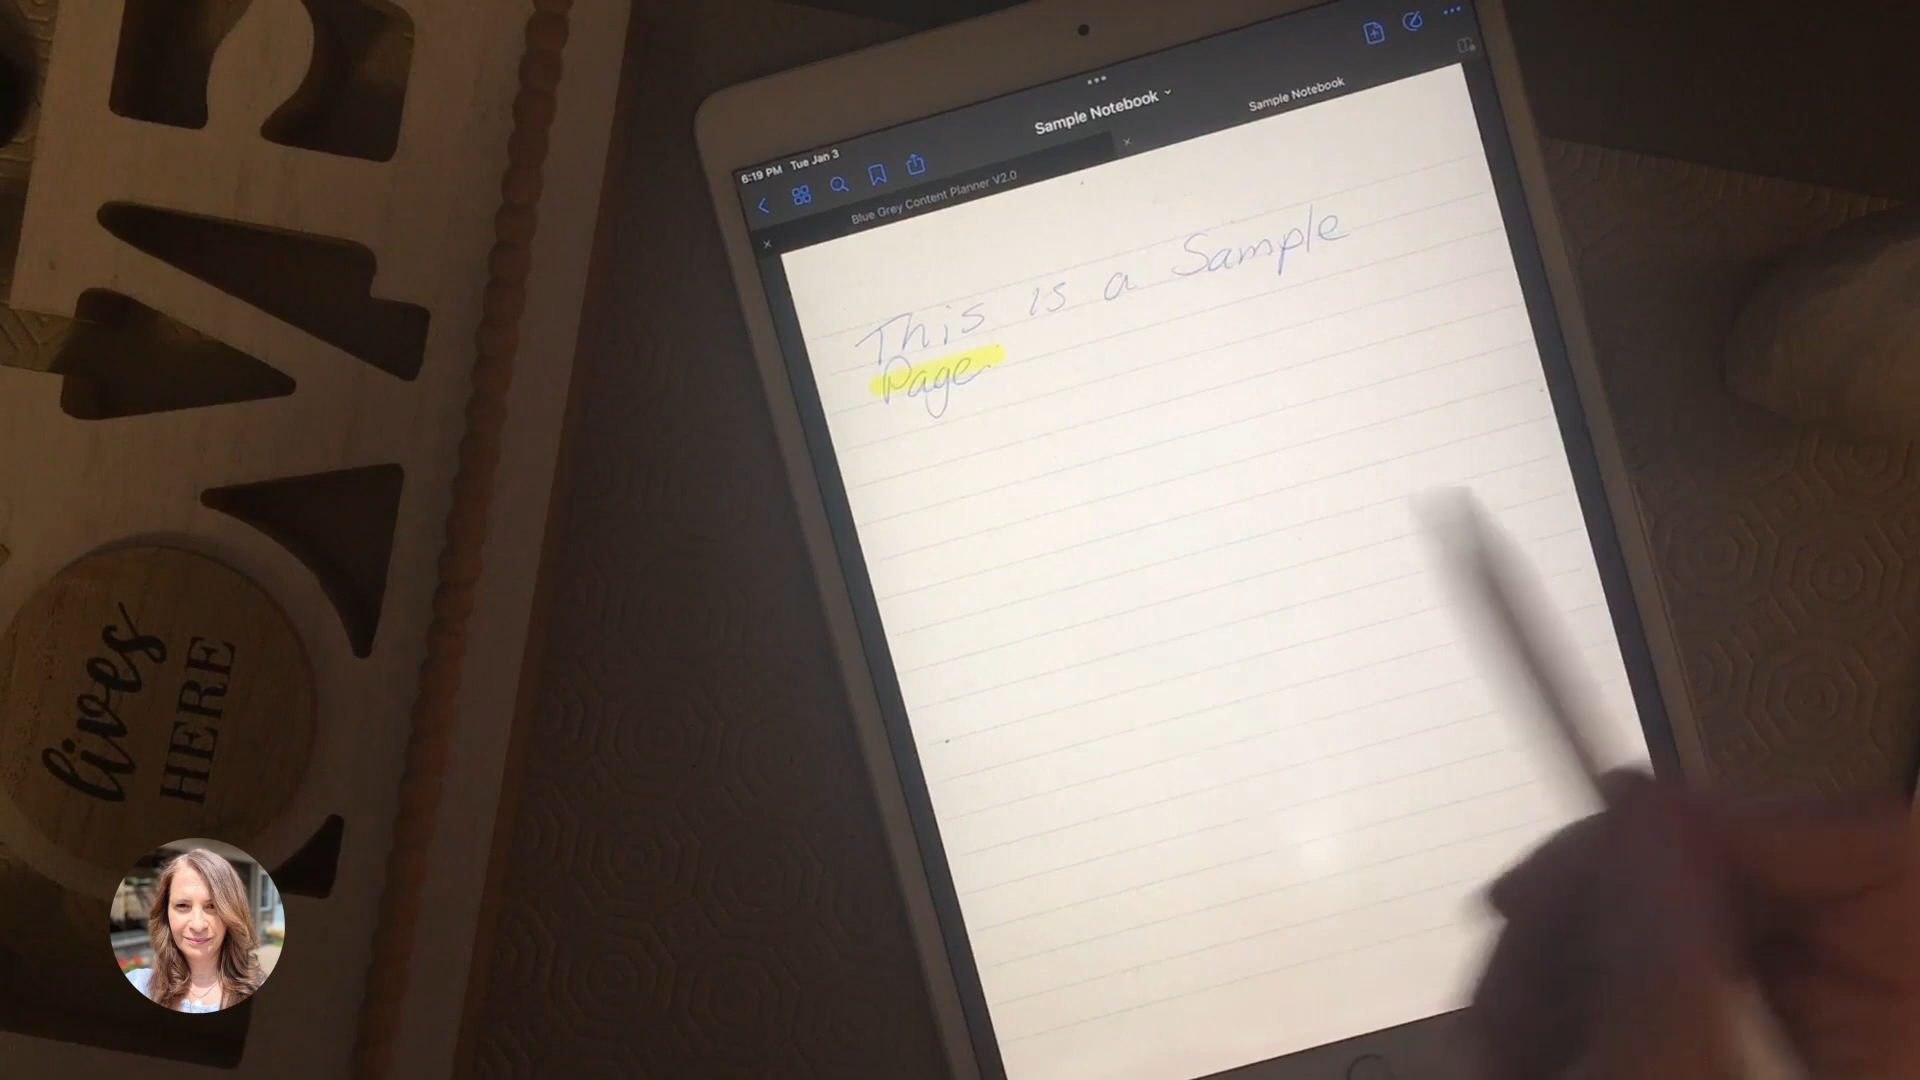 6:19 PM Tue Jan 3
Sample Notebook
Blue Grey Content Planner V2.0
Sample Notebook
This is a Sample
Page
lives
HERE